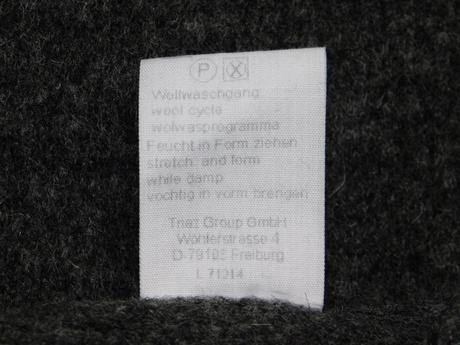 P
Wollwaschgang
wool cycle
wolwasprogramma
Feucht in Form ziehen
stretch and form
while damp
vochtig in vorm brengen
Group GmbH
Wöhlerstrasse 4
D-79108 Freiburg
L 71214